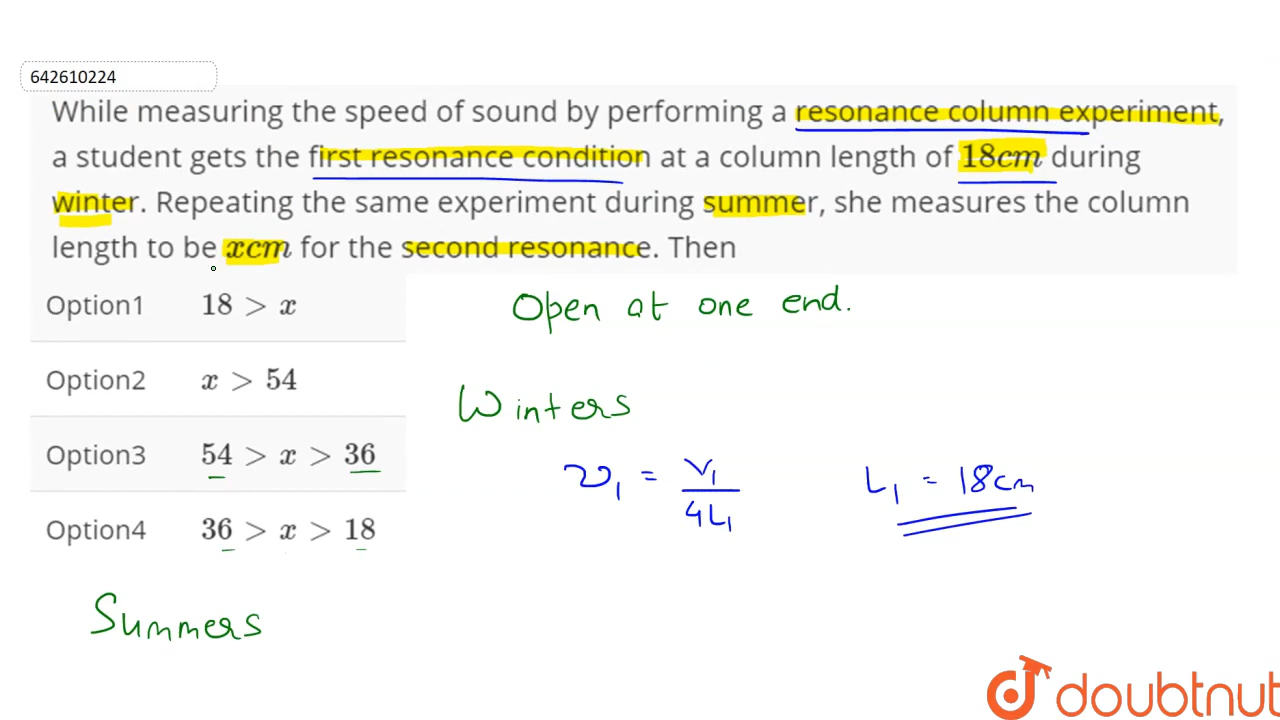 642610224
While measuring the speed of sound by performing a resonance column experiment,
a student gets the first resonance condition at a column length of 18cm during
winter. Repeating the same experiment during summer, she measures the column
length to be xcm for the second resonance. Then
Option1 18 > x
Option2 x > 54
Option3 54 > x > 36
Option4 36 > x > 18
Open at one end.
Winters
υ₁ = V₁/4L₁
L₁ = 18cm
Summers
doubtnut